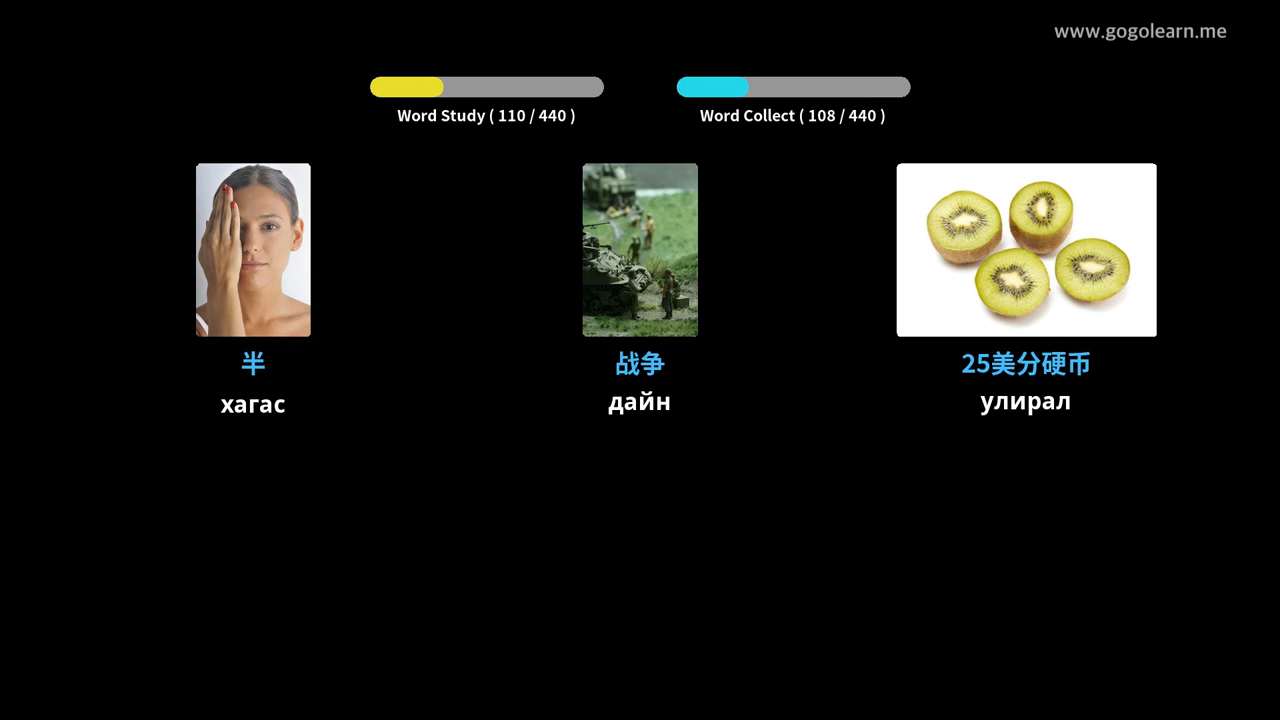 www.gogolearn.me
Word Study ( 110 / 440 )
Word Collect ( 108 / 440 )
半
хагас
战争
дайн
25美分硬币
улирал